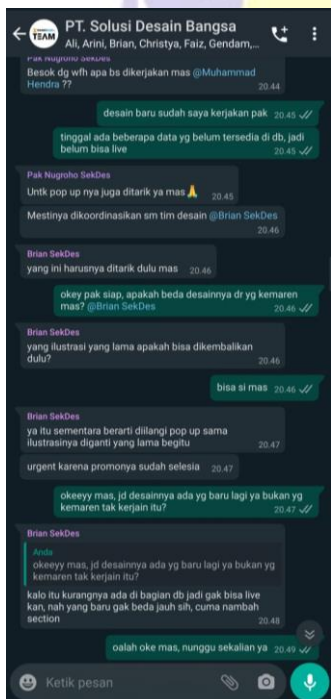 TEAM
PT. Solusi Desain Bangsa
Ali, Arini, Brian, Christya, Faiz, Gendam,...
Pak Nugroho SekDes
Besok dg wfh apa bs dikerjakan mas @Muhammad
Hendra ??
20.44
desain baru sudah saya kerjakan pak 20.45
tinggal ada beberapa data yg belum tersedia di db, jadi
belum bisa live
20.45
Pak Nugroho SekDes
Untk pop up nya juga ditarik ya mas🙏 20.45
Mestinya dikoordinasikan sm tim desain @Brian SekDes
20.46
Brian SekDes
yang ini harusnya ditarik dulu mas 20.46
okey pak siap, apakah beda desainnya dr yg kemaren
mas? @Brian SekDes
20.46
Brian SekDes
yang ilustrasi yang lama apakah bisa dikembalikan
dulu?
20.46
bisa si mas 20.46
Brian SekDes
ya itu sementara berarti diilangi pop up sama
ilustrasinya diganti yang lama begitu
20.47
urgent karena promonya sudah selesia 20.47
okeeyy mas, jd desainnya ada yg baru lagi ya bukan yg
kemaren tak kerjain itu?
20.47
Brian SekDes
Anda
okeeyy mas, jd desainnya ada yg baru lagi ya bukan yg
kemaren tak kerjain itu?
kalo itu kurangnya ada di bagian db jadi gak bisa live
kan, nah yang baru gak beda jauh sih, cuma nambah
section
20.48
oalah oke mas, nunggu sekalian ya 20.49
Ketik pesan